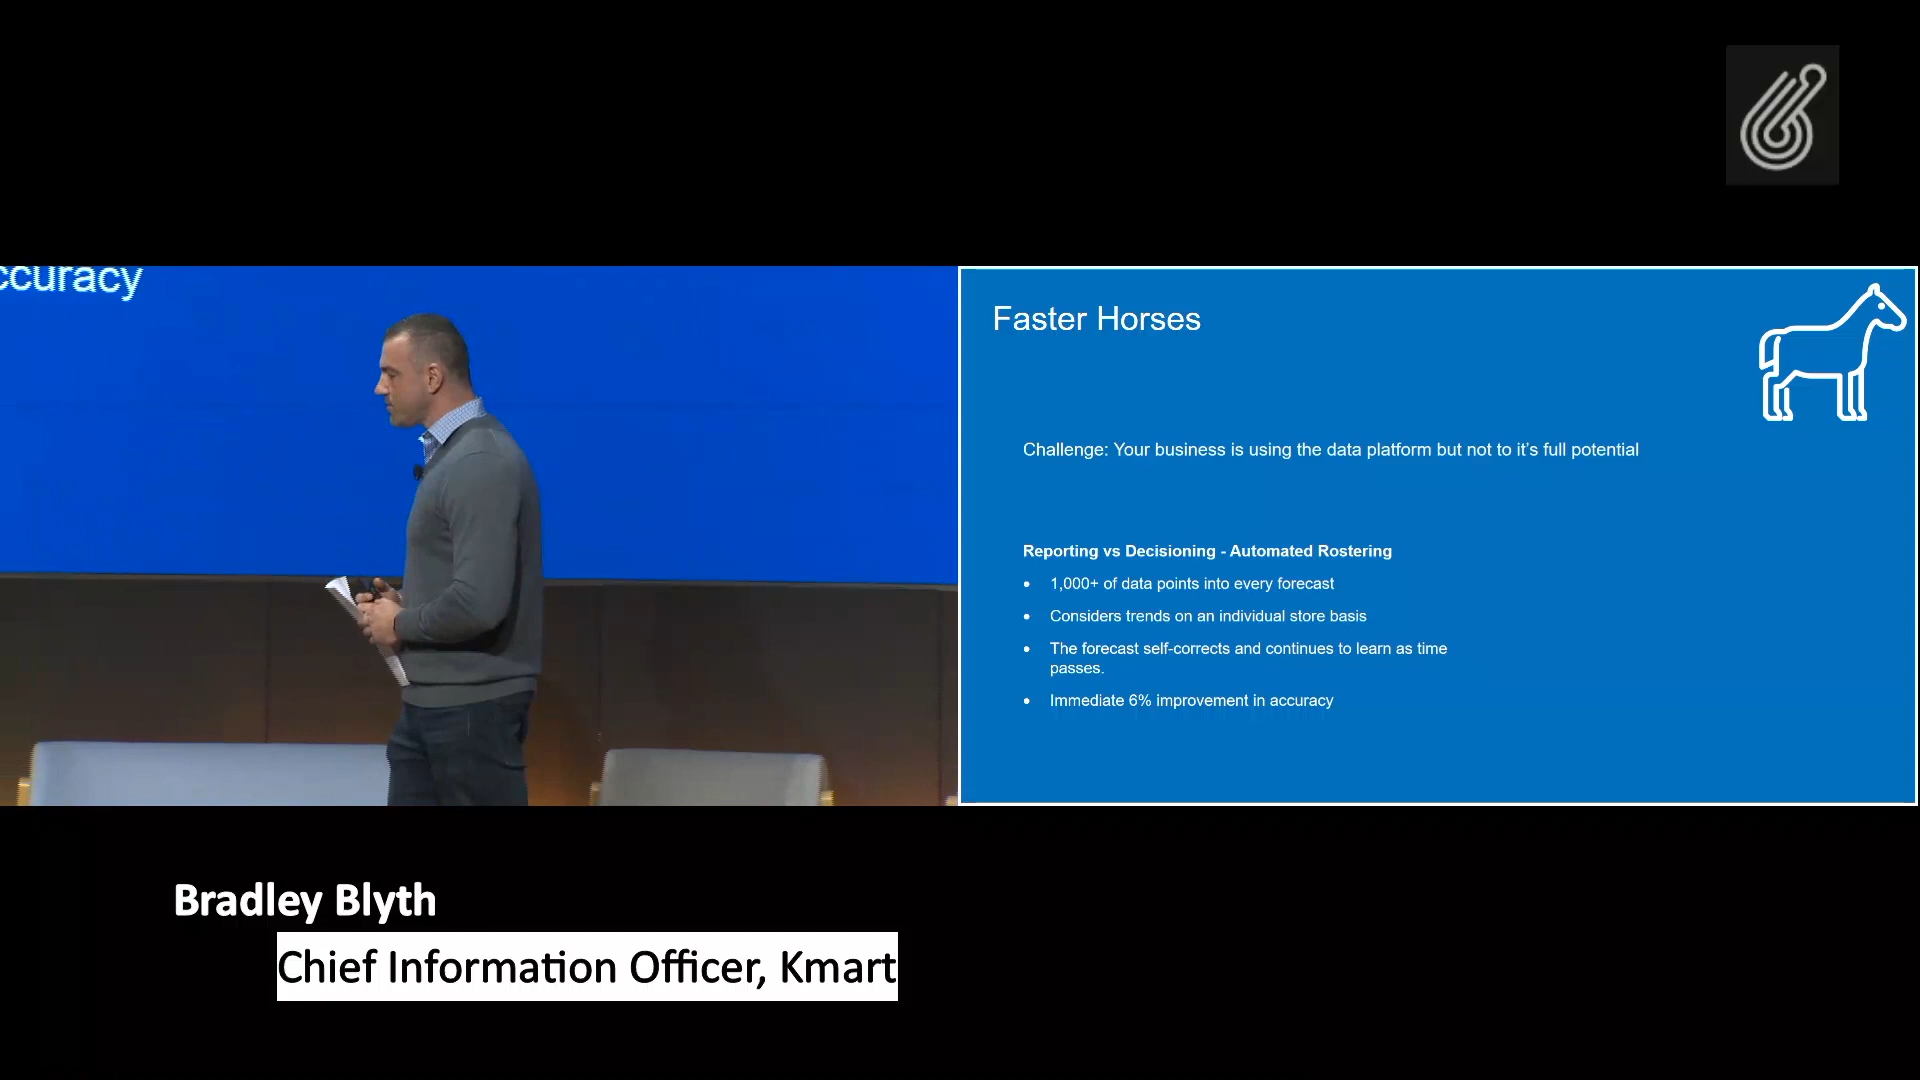 ccuracy
Faster Horses
Challenge: Your business is using the data platform but not to it's full potential
Reporting vs Decisioning - Automated Rostering
• 1,000+ of data points into every forecast
• Considers trends on an individual store basis
• The forecast self-corrects and continues to learn as time
passes.
• Immediate 6% improvement in accuracy
Bradley Blyth
Chief Information Officer, Kmart